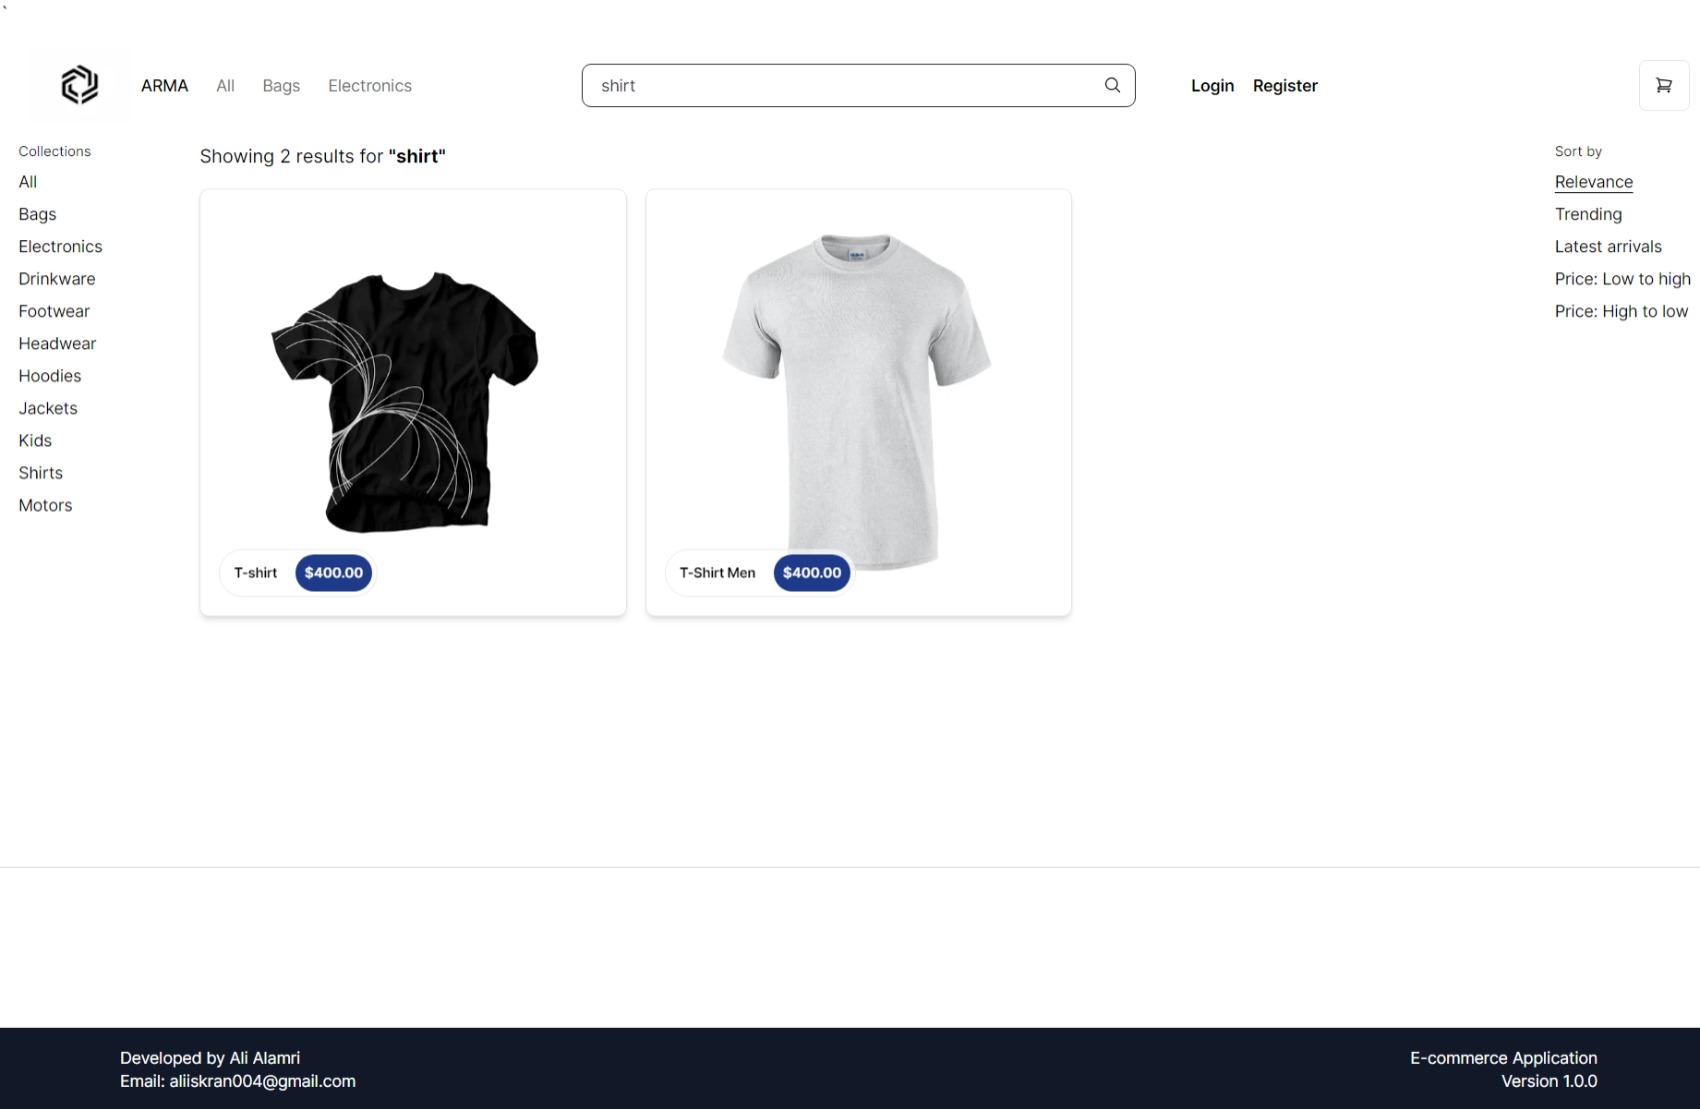 `
ARMA All Bags Electronics
shirt
Login Register
Collections
All
Bags
Electronics
Drinkware
Footwear
Headwear
Hoodies
Jackets
Kids
Shirts
Motors
Showing 2 results for "shirt"
T-shirt $400.00
T-Shirt Men $400.00
Sort by
Relevance
Trending
Latest arrivals
Price: Low to high
Price: High to low
Developed by Ali Alamri
Email: aliiskran004@gmail.com
E-commerce Application
Version 1.0.0